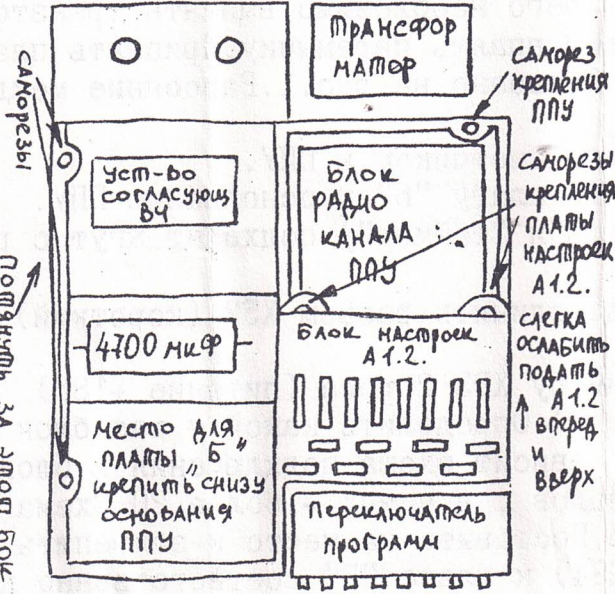 ТРАНСФОР
МАТОР
САМОРЕЗЫ
САМОРЕЗ
КРЕПЛЕНИЯ
ППУ
УСТ-ВО
СОГЛАСУЮЩ
ВЧ
БЛОК
РАДИО
КАНАЛА
ППУ
САМОРЕЗЫ
КРЕПЛЕНИЯ
ПЛАТЫ
НАСТРОЕК
А1.2.
ПОТЯНУТЬ ЗА ЭТОТ БОК
4700 МКФ
БЛОК НАСТРОЕК
А1.2.
СЛЕГКА
ОСЛАБИТЬ
ПОДАТЬ
А1.2
ВПЕРЕД
И
ВВЕРХ
МЕСТО ДЛЯ
ПЛАТЫ „Б"
КРЕПИТЬ СНИЗУ
ОСНОВАНИЯ
ППУ
Переключатель
программ